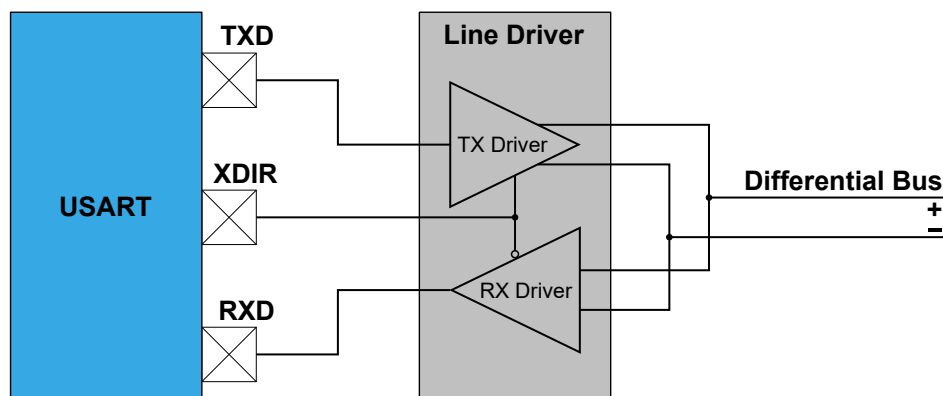 TXD
Line Driver
TX Driver
XDIR
USART
Differential Bus
+
−
RX Driver
RXD